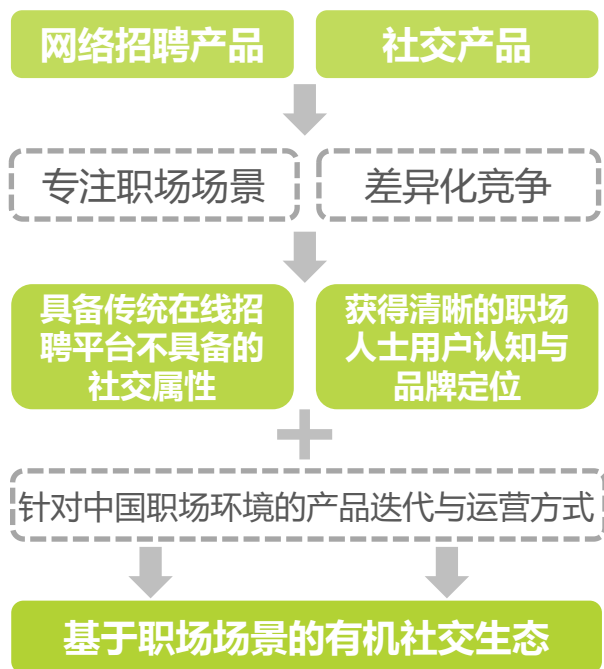 网络招聘产品
社交产品
专注职场场景
差异化竞争
具备传统在线招
聘平台不具备的
社交属性
获得清晰的职场
人士用户认知与
品牌定位
针对中国职场环境的产品迭代与运营方式
基于职场场景的有机社交生态